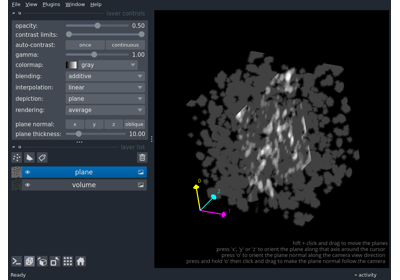 File View Plugins Window Help
layer controls
opacity: 0.50
contrast limits:
auto-contrast: once continuous
gamma: 1.00
colormap: gray
blending: additive
interpolation: linear
depiction: plane
rendering: average
plane normal: x y z oblique
plane thickness: 10.00
layer list
plane
volume
0
shift + click and drag to move the planes
press 'x', 'y' or 'z' to orient the plane along that axis around the cursor
press 'o' to orient the plane normal along the camera view direction
press and hold 'o' then click and drag to make the plane normal follow the camera
Ready
activity